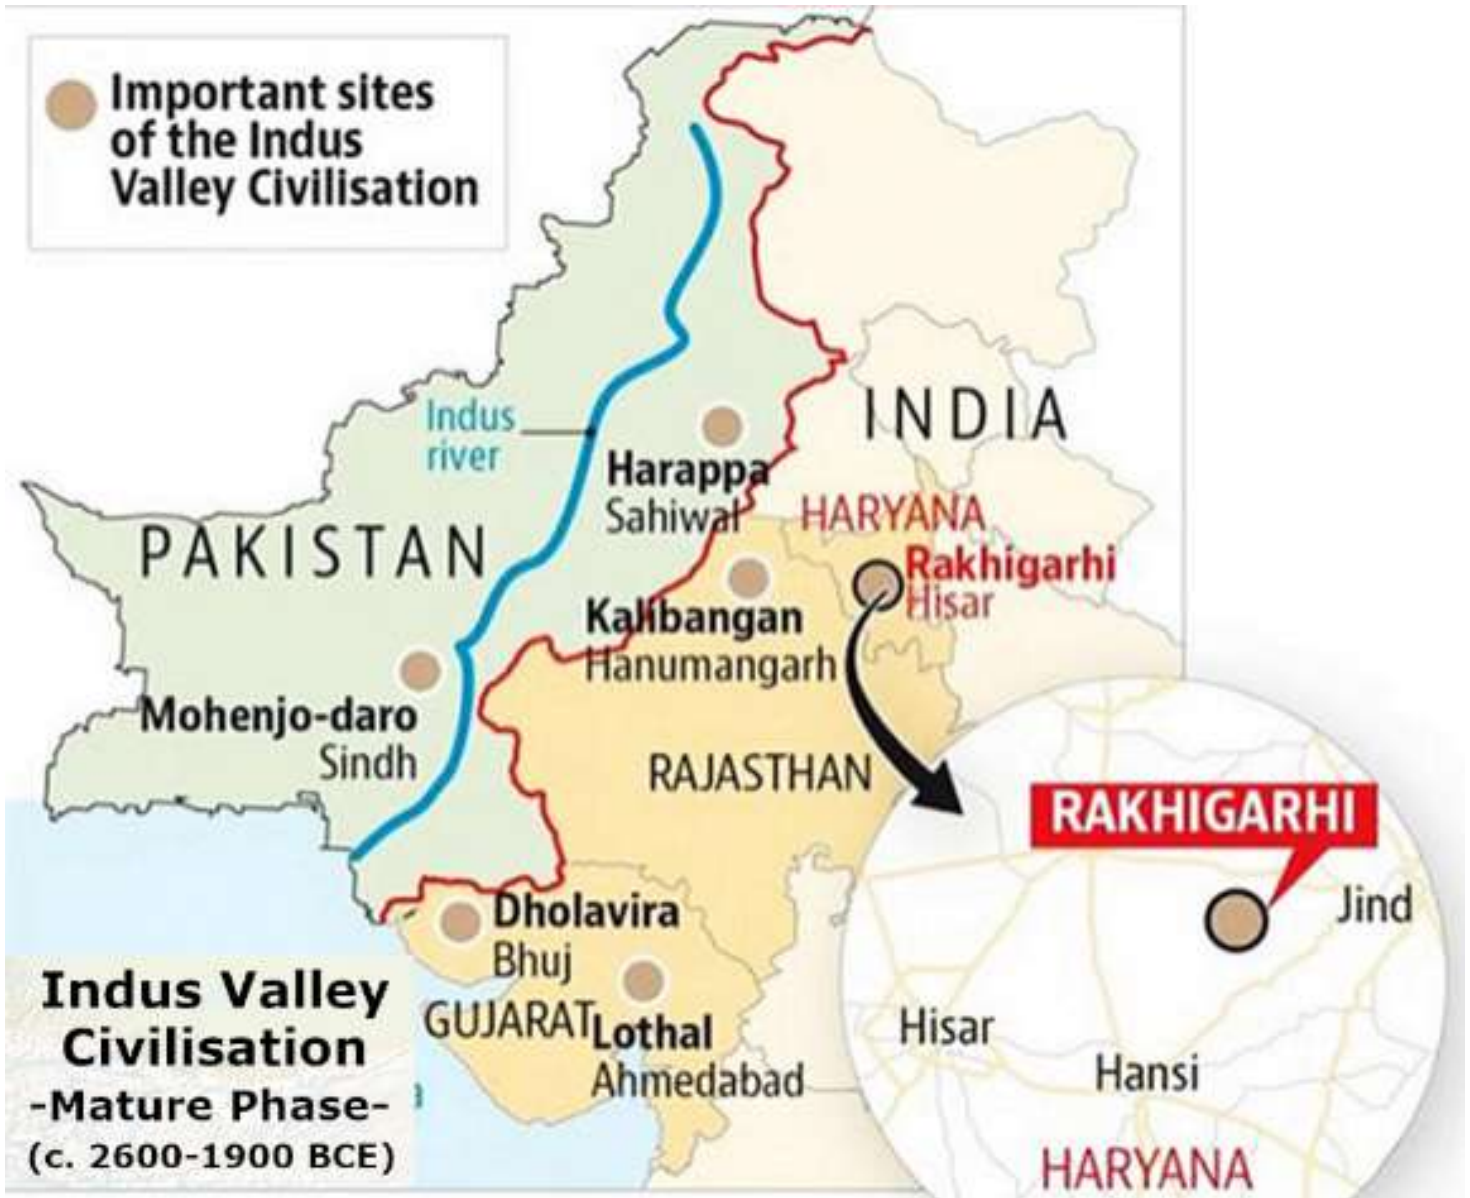 Important sites
of the Indus
Valley Civilisation
Indus
river
INDIA
Harappa
Sahiwal
HARYANA
PAKISTAN
Rakhigarhi
Hisar
Kalibangan
Hanumangarh
Mohenjo-daro
Sindh
RAJASTHAN
RAKHIGARHI
Jind
Dholavira
Bhuj
GUJARAT
Lothal
Ahmedabad
Hisar
Hansi
HARYANA
Indus Valley
Civilisation
-Mature Phase-
(c. 2600-1900 BCE)